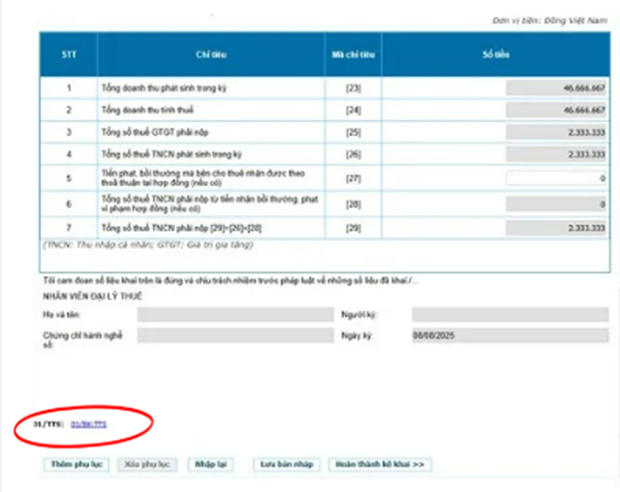 Đơn vị tiền: Đồng Việt Nam
STT Chỉ tiêu Mã chỉ tiêu Số tiền
1 Tổng doanh thu phát sinh trong kỳ [23] 46.666.667
2 Tổng doanh thu tính thuế [24] 46.666.667
3 Tổng số thuế GTGT phải nộp [25] 2.333.333
4 Tổng số thuế TNCN phát sinh trong kỳ [26] 2.333.333
5 Tiền phạt, bồi thường mà bên cho thuê nhận được theo
thoả thuận tại hợp đồng (nếu có) [27] 0
6 Tổng số thuế TNCN phải nộp từ tiền nhận bồi thường, phạt
vi phạm hợp đồng (nếu có) [28] 0
7 Tổng số thuế TNCN phải nộp [29]=[26]+[28] [29] 2.333.333
(TNCN: Thu nhập cá nhân; GTGT: Giá trị gia tăng)
Tôi cam đoan số liệu khai trên là đúng và chịu trách nhiệm trước pháp luật về những số liệu đã khai./...
NHÂN VIÊN ĐẠI LÝ THUẾ
Họ và tên: Người ký:
Chứng chỉ hành nghề
số: Ngày ký: 08/08/2025
01/TTS| 01/BK-TTS
Thêm phụ lục Xóa phụ lục Nhập lại Lưu bản nháp Hoàn thành kê khai >>